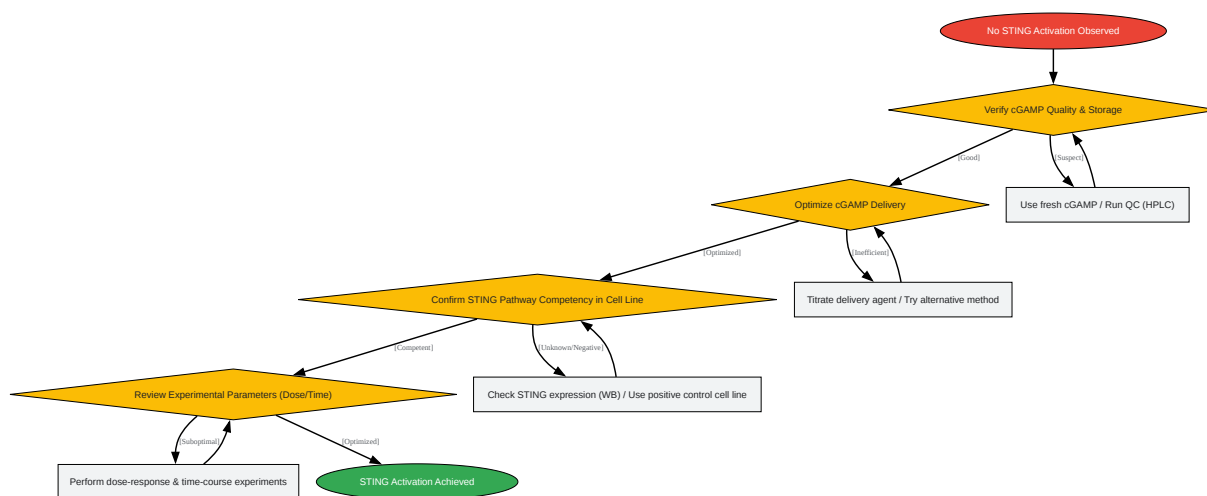 No STING Activation Observed
Verify cGAMP Quality & Storage
[Good]
[Suspect]
Optimize cGAMP Delivery
Use fresh cGAMP / Run QC (HPLC)
[Optimized]
[Inefficient]
Confirm STING Pathway Competency in Cell Line
Titrate delivery agent / Try alternative method
[Competent]
[Unknown/Negative]
Review Experimental Parameters (Dose/Time)
Check STING expression (WB) / Use positive control cell line
[Suboptimal]
[Optimized]
Perform dose-response & time-course experiments
STING Activation Achieved